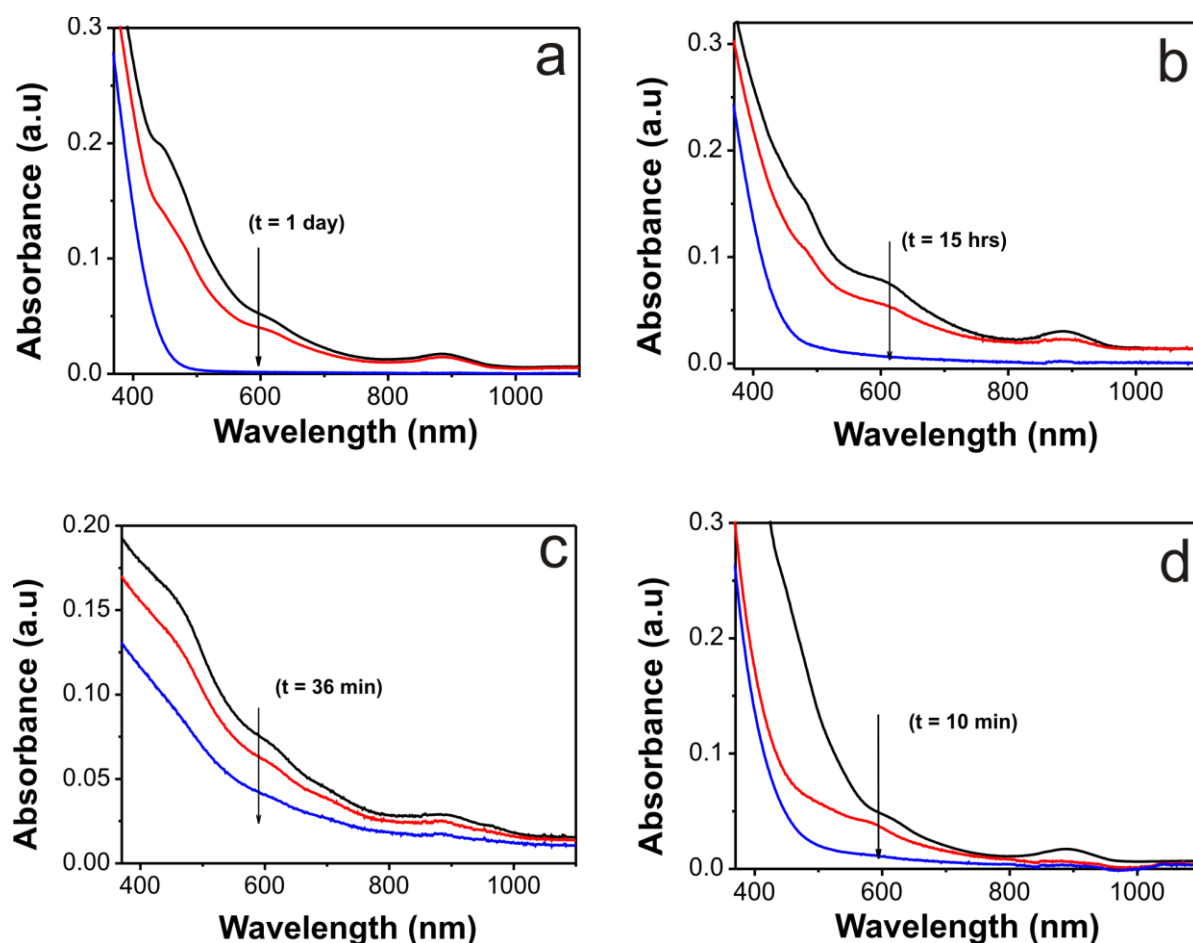 a
0.3
0.2
0.1
0.0
Absorbance (a.u)
(t = 1 day)
400 600 800 1000
Wavelength (nm)
b
0.3
0.2
0.1
0.0
Absorbance (a.u)
(t = 15 hrs)
400 600 800 1000
Wavelength (nm)
c
0.20
0.15
0.10
0.05
0.00
Absorbance (a.u)
(t = 36 min)
400 600 800 1000
Wavelength (nm)
d
0.3
0.2
0.1
0.0
Absorbance (a.u)
(t = 10 min)
400 600 800 1000
Wavelength (nm)